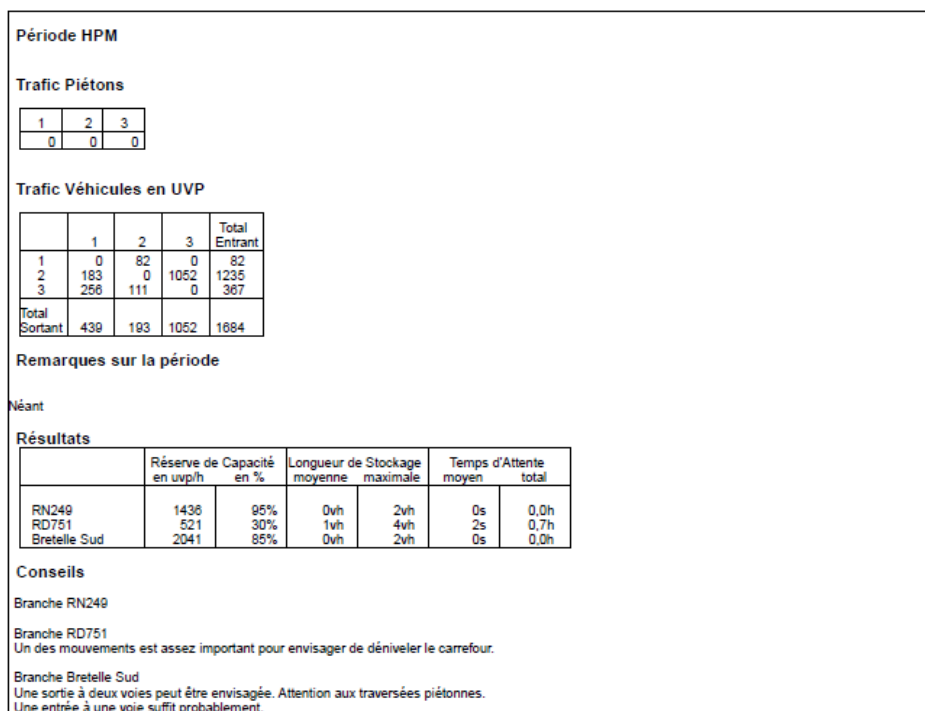 Période HPM
Trafic Piétons
1 2 3
0 0 0
Trafic Véhicules en UVP
Total
1 2 3 Entrant
1 0 82 0 82
2 183 0 1052 1235
3 256 111 0 367
Total
Sortant 439 193 1052 1684
Remarques sur la période
Néant
Résultats
Réserve de Capacité Longueur de Stockage Temps d'Attente
en uvp/h en % moyenne maximale moyen total
RN249 1436 95% 0vh 2vh 0s 0,0h
RD751 521 30% 1vh 4vh 2s 0,7h
Bretelle Sud 2041 85% 0vh 2vh 0s 0,0h
Conseils
Branche RN249
Branche RD751
Un des mouvements est assez important pour envisager de déniveler le carrefour.
Branche Bretelle Sud
Une sortie à deux voies peut être envisagée. Attention aux traversées piétonnes.
Une entrée à une voie suffit probablement.